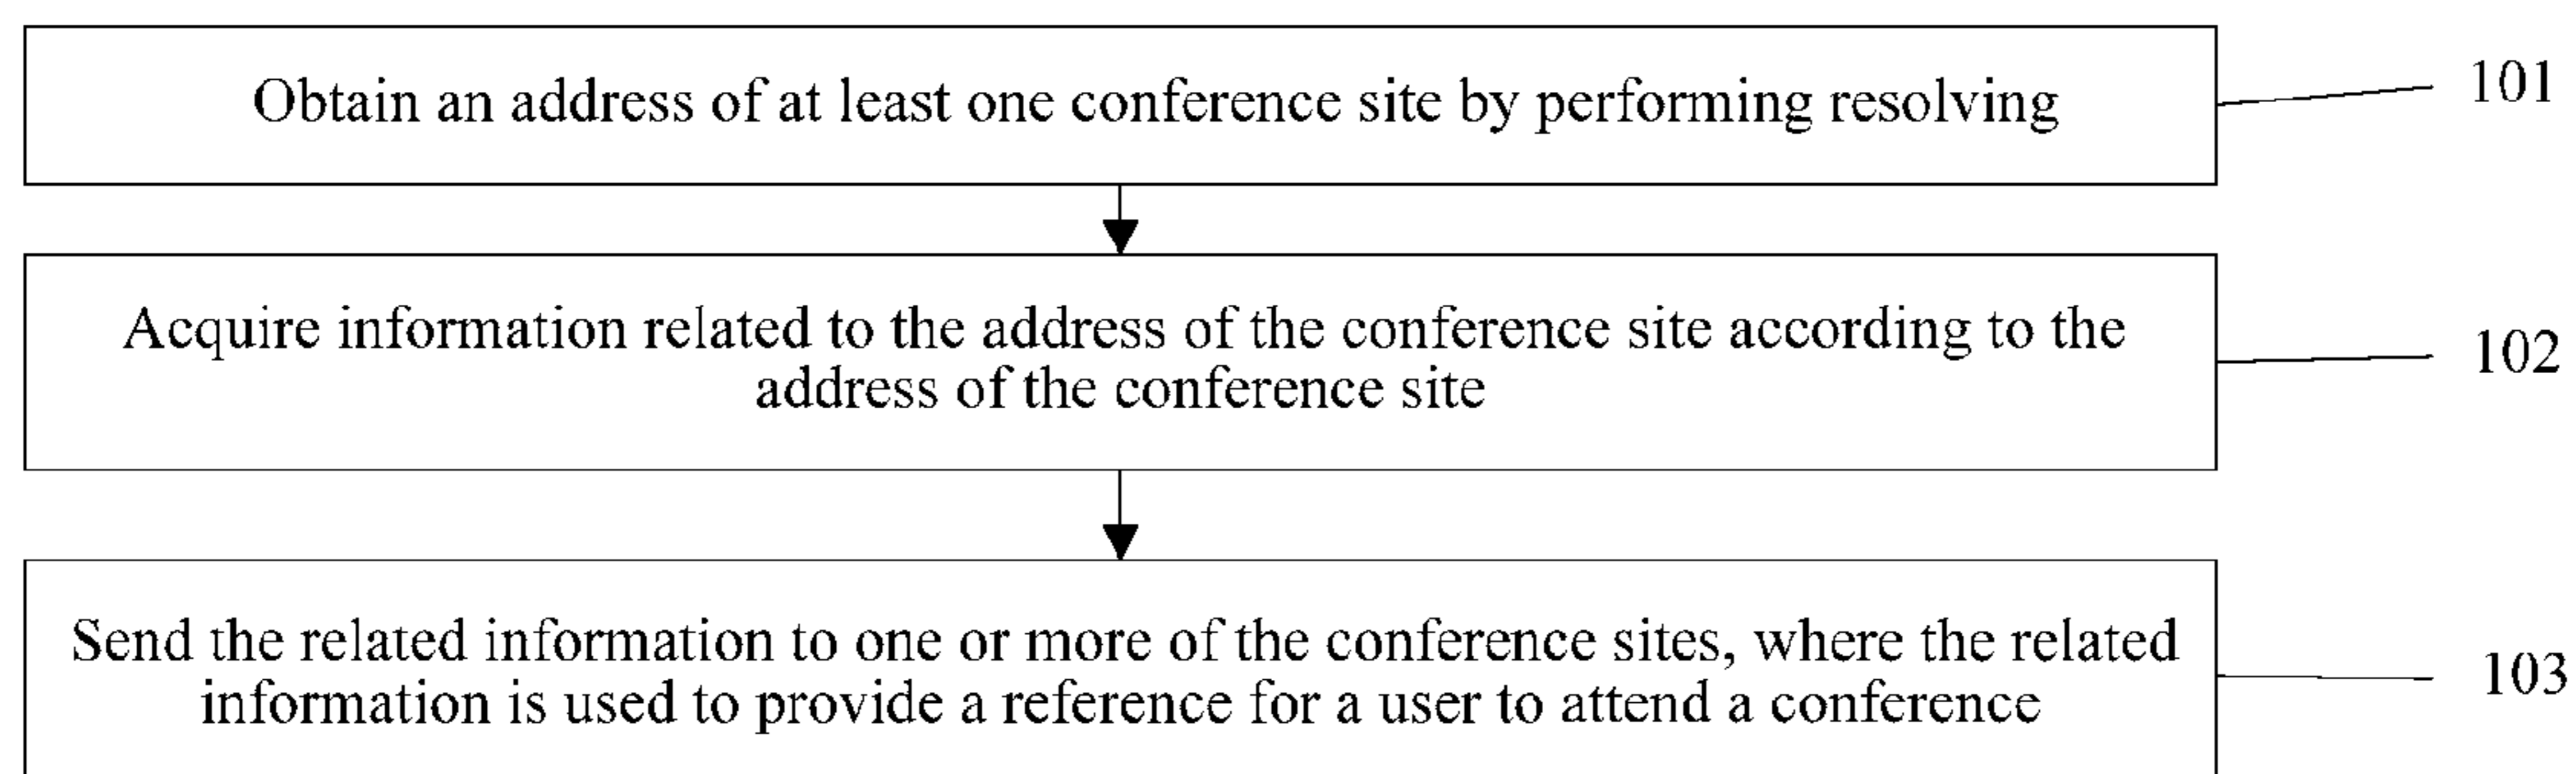 Obtain an address of at least one conference site by performing resolving
101
Acquire information related to the address of the conference site according to the
address of the conference site
102
Send the related information to one or more of the conference sites, where the related
information is used to provide a reference for a user to attend a conference
103